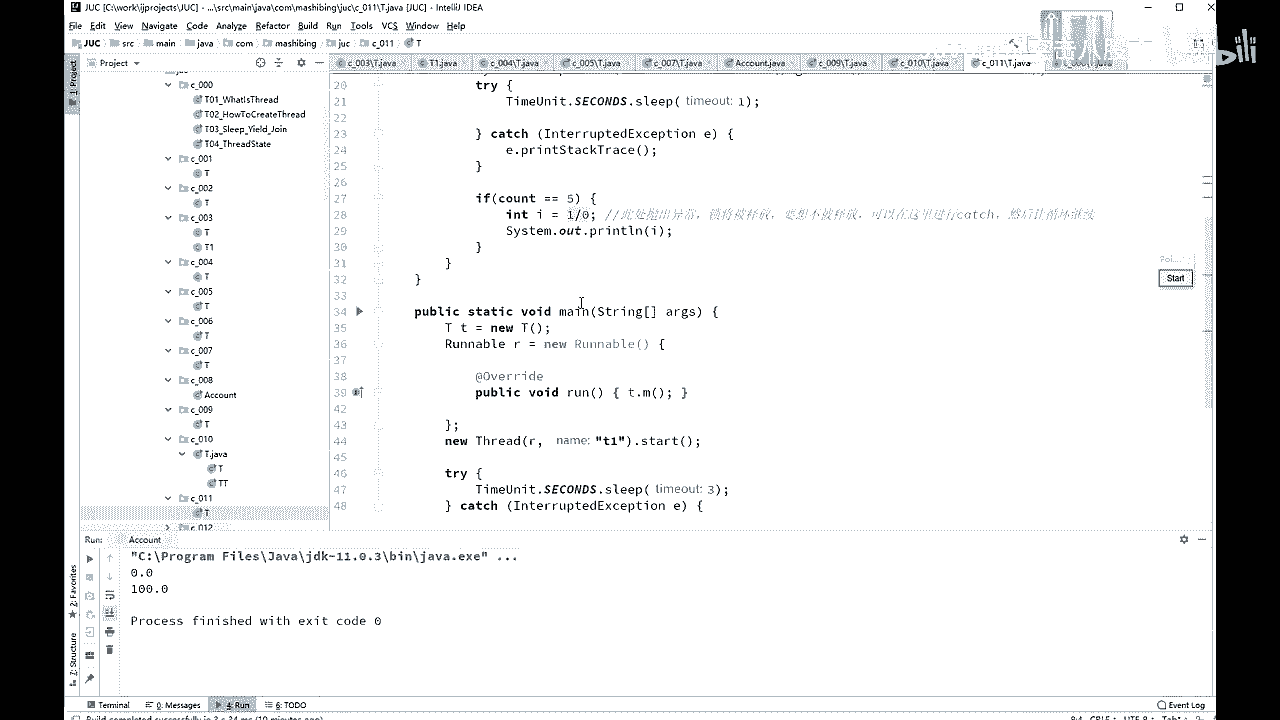 JUC [C:\work\ijprojects\JUC] - ...\src\main\java\com\mashibing\juc\c_011\T.java [JUC] - IntelliJ IDEA
File Edit View Navigate Code Analyze Refactor Build Run Tools VCS Window Help
JUC src main java com mashibing juc c_011 T
Project
c_003\T.java T1.java c_004\T.java c_005\T.java c_007\T.java Account.java c_009\T.java c_010\T.java c_011\T.java
1: Project
c_000
T01_WhatIsThread
T02_HowToCreateThread
T03_Sleep_Yield_Join
T04_ThreadState
c_001
T
c_002
T
c_003
T
T1
c_004
T
c_005
T
c_006
T
c_007
T
c_008
Account
c_009
T
c_010
T.java
T
TT
c_011
T
c_012
20 try {
21 TimeUnit.SECONDS.sleep( timeout: 1);
22
23 } catch (InterruptedException e) {
24 e.printStackTrace();
25 }
26
27 if(count == 5) {
28 int i = 1/0; //此处抛出异常，锁将被释放，要想不被释放，可以在这里进行catch，然后让循环继续
29 System.out.println(i);
30 }
31 }
32 }
33
34 public static void main(String[] args) {
35 T t = new T();
36 Runnable r = new Runnable() {
37
38 @Override
39 public void run() { t.m(); }
42
43 };
44 new Thread(r, name: "t1").start();
45
46 try {
47 TimeUnit.SECONDS.sleep( timeout: 3);
48 } catch (InterruptedException e) {
Start
Run: Account
"C:\Program Files\Java\jdk-11.0.3\bin\java.exe" ...
0.0
100.0
Process finished with exit code 0
2: Favorites
7: Structure
Terminal 0: Messages 4: Run 6: TODO
Event Log